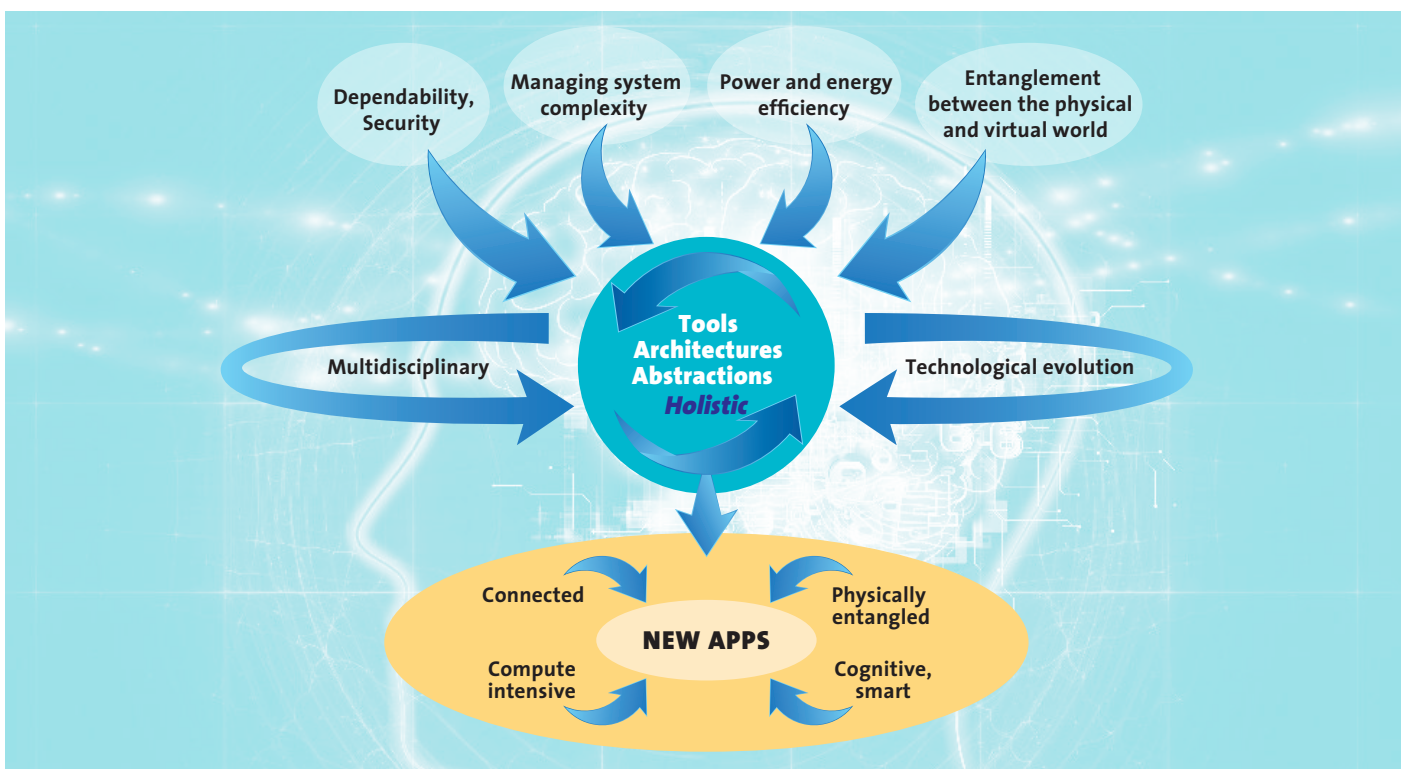 Dependability,
Security
Managing system
complexity
Power and energy
efficiency
Entanglement
between the physical
and virtual world
Multidisciplinary
Tools
Architectures
Abstractions
Holistic
Technological evolution
Connected
Physically
entangled
NEW APPS
Compute
intensive
Cognitive,
smart